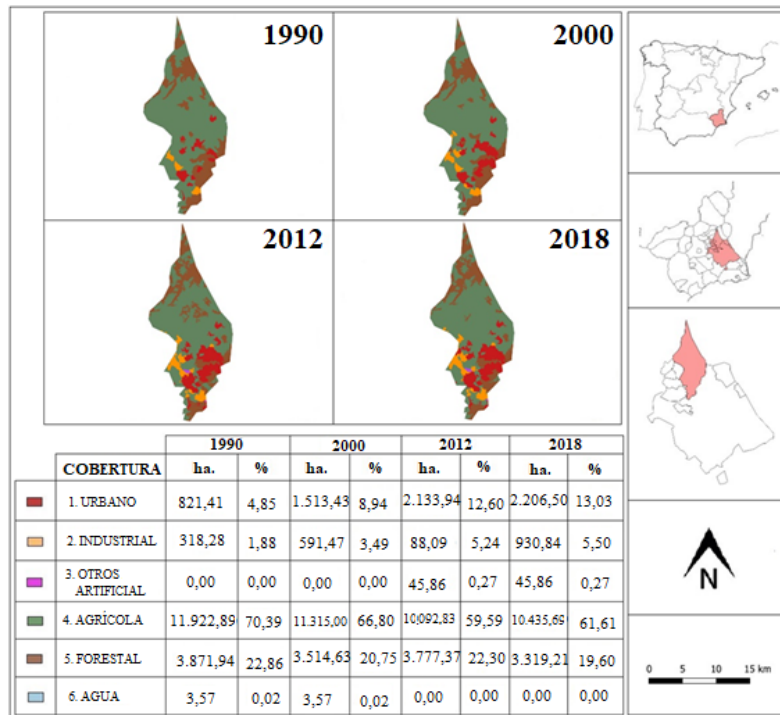 1990
2000
2012
2018
1990 2000 2012 2018
COBERTURA ha. % ha. % ha. % ha. %
1. URBANO 821,41 4,85 1.513,43 8,94 2.133,94 12,60 2.206,50 13,03
2. INDUSTRIAL 318,28 1,88 591,47 3,49 88,09 5,24 930,84 5,50
3. OTROS
ARTIFICIAL 0,00 0,00 0,00 0,00 45,86 0,27 45,86 0,27
4. AGRÍCOLA 11.922,89 70,39 11.315,00 66,80 10,092,83 59,59 10.435,69 61,61
5. FORESTAL 3.871,94 22,86 3.514,63 20,75 3.777,37 22,30 3.319,21 19,60
6. AGUA 3,57 0,02 3,57 0,02 0,00 0,00 0,00 0,00
N
0 5 10 15 km